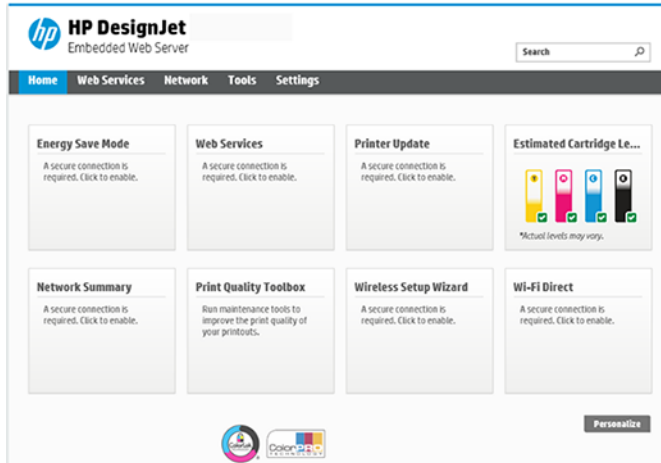 hp
HP DesignJet
Embedded Web Server
Search
Home Web Services Network Tools Settings
Energy Save Mode
A secure connection is
required. Click to enable.
Web Services
A secure connection is
required. Click to enable.
Printer Update
A secure connection is
required. Click to enable.
Estimated Cartridge Le...
Y M C K
*Actual levels may vary.
Network Summary
A secure connection is
required. Click to enable.
Print Quality Toolbox
Run maintenance tools to
improve the print quality of
your printouts.
Wireless Setup Wizard
A secure connection is
required. Click to enable.
Wi-Fi Direct
A secure connection is
required. Click to enable.
Personalize
ColorPRO
TECHNOLOGY